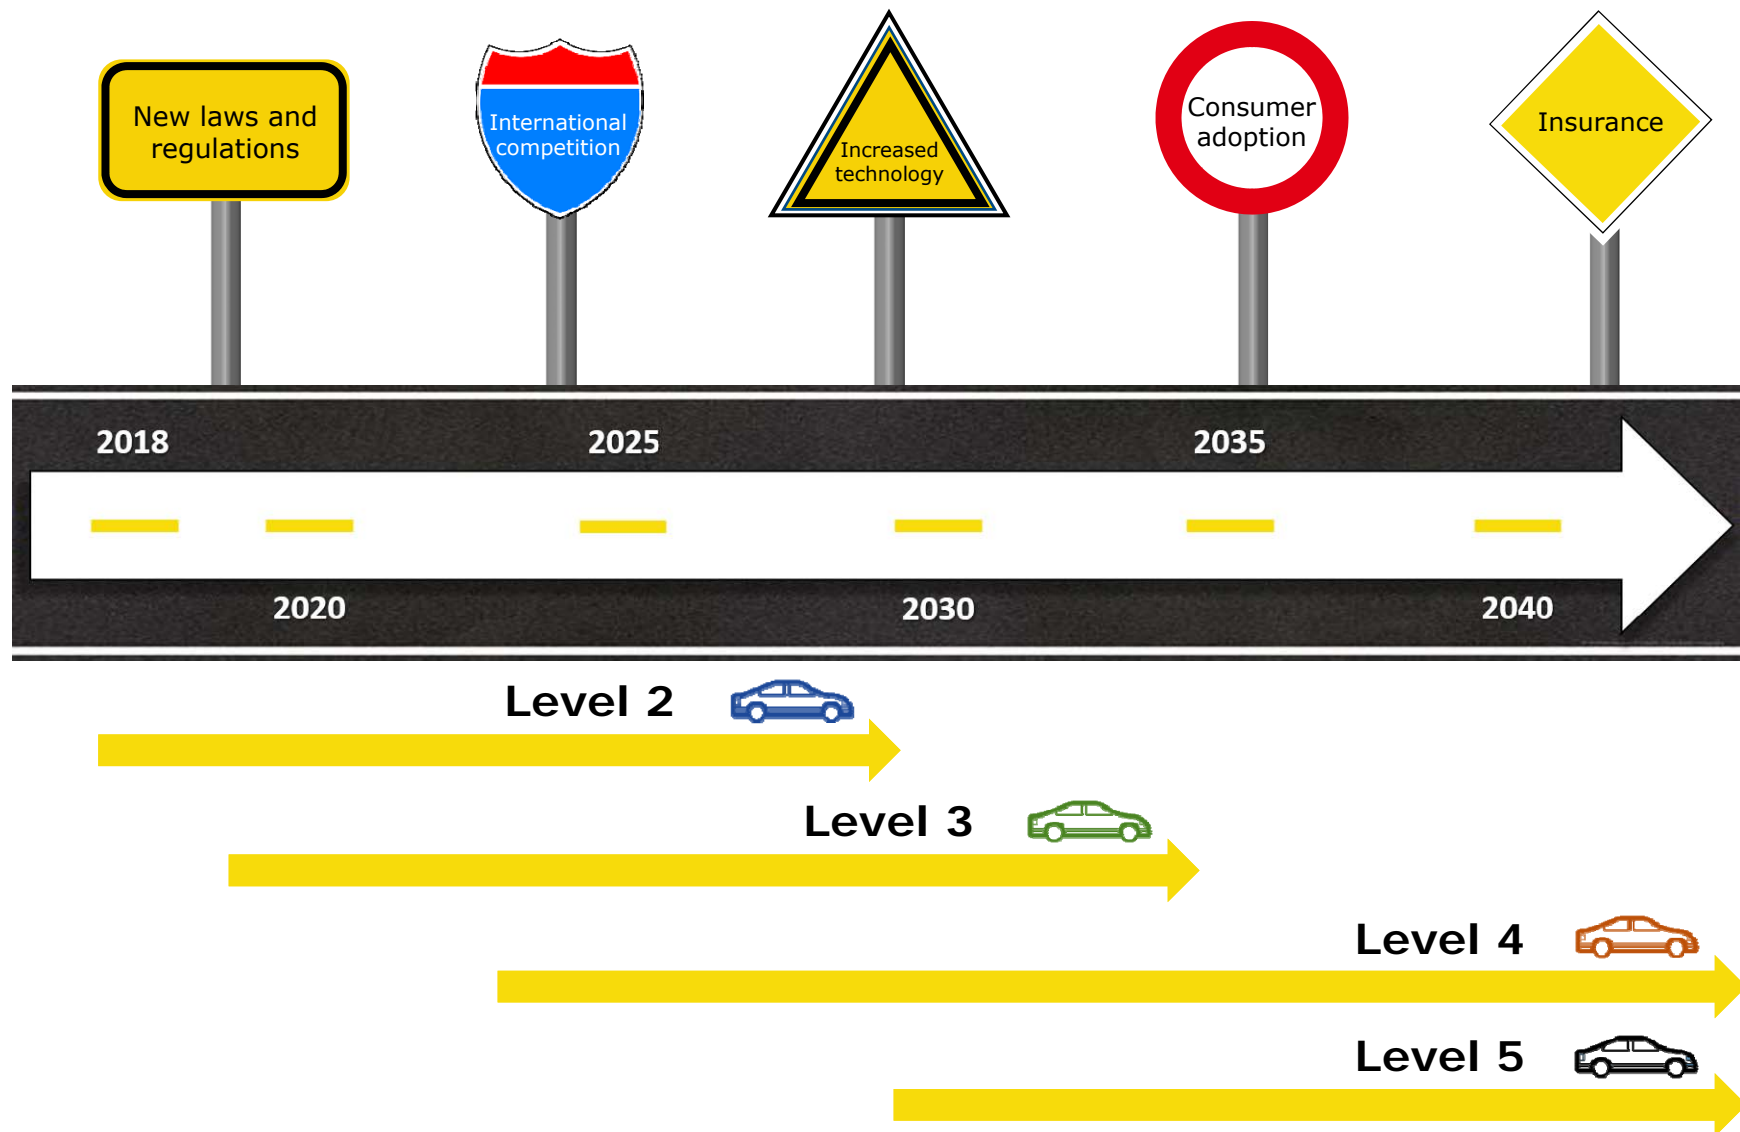 New laws and
regulations
International
competition
Increased
technology
Consumer
adoption
Insurance
2018
2025
2035
2020
2030
2040
Level 2
Level 3
Level 4
Level 5